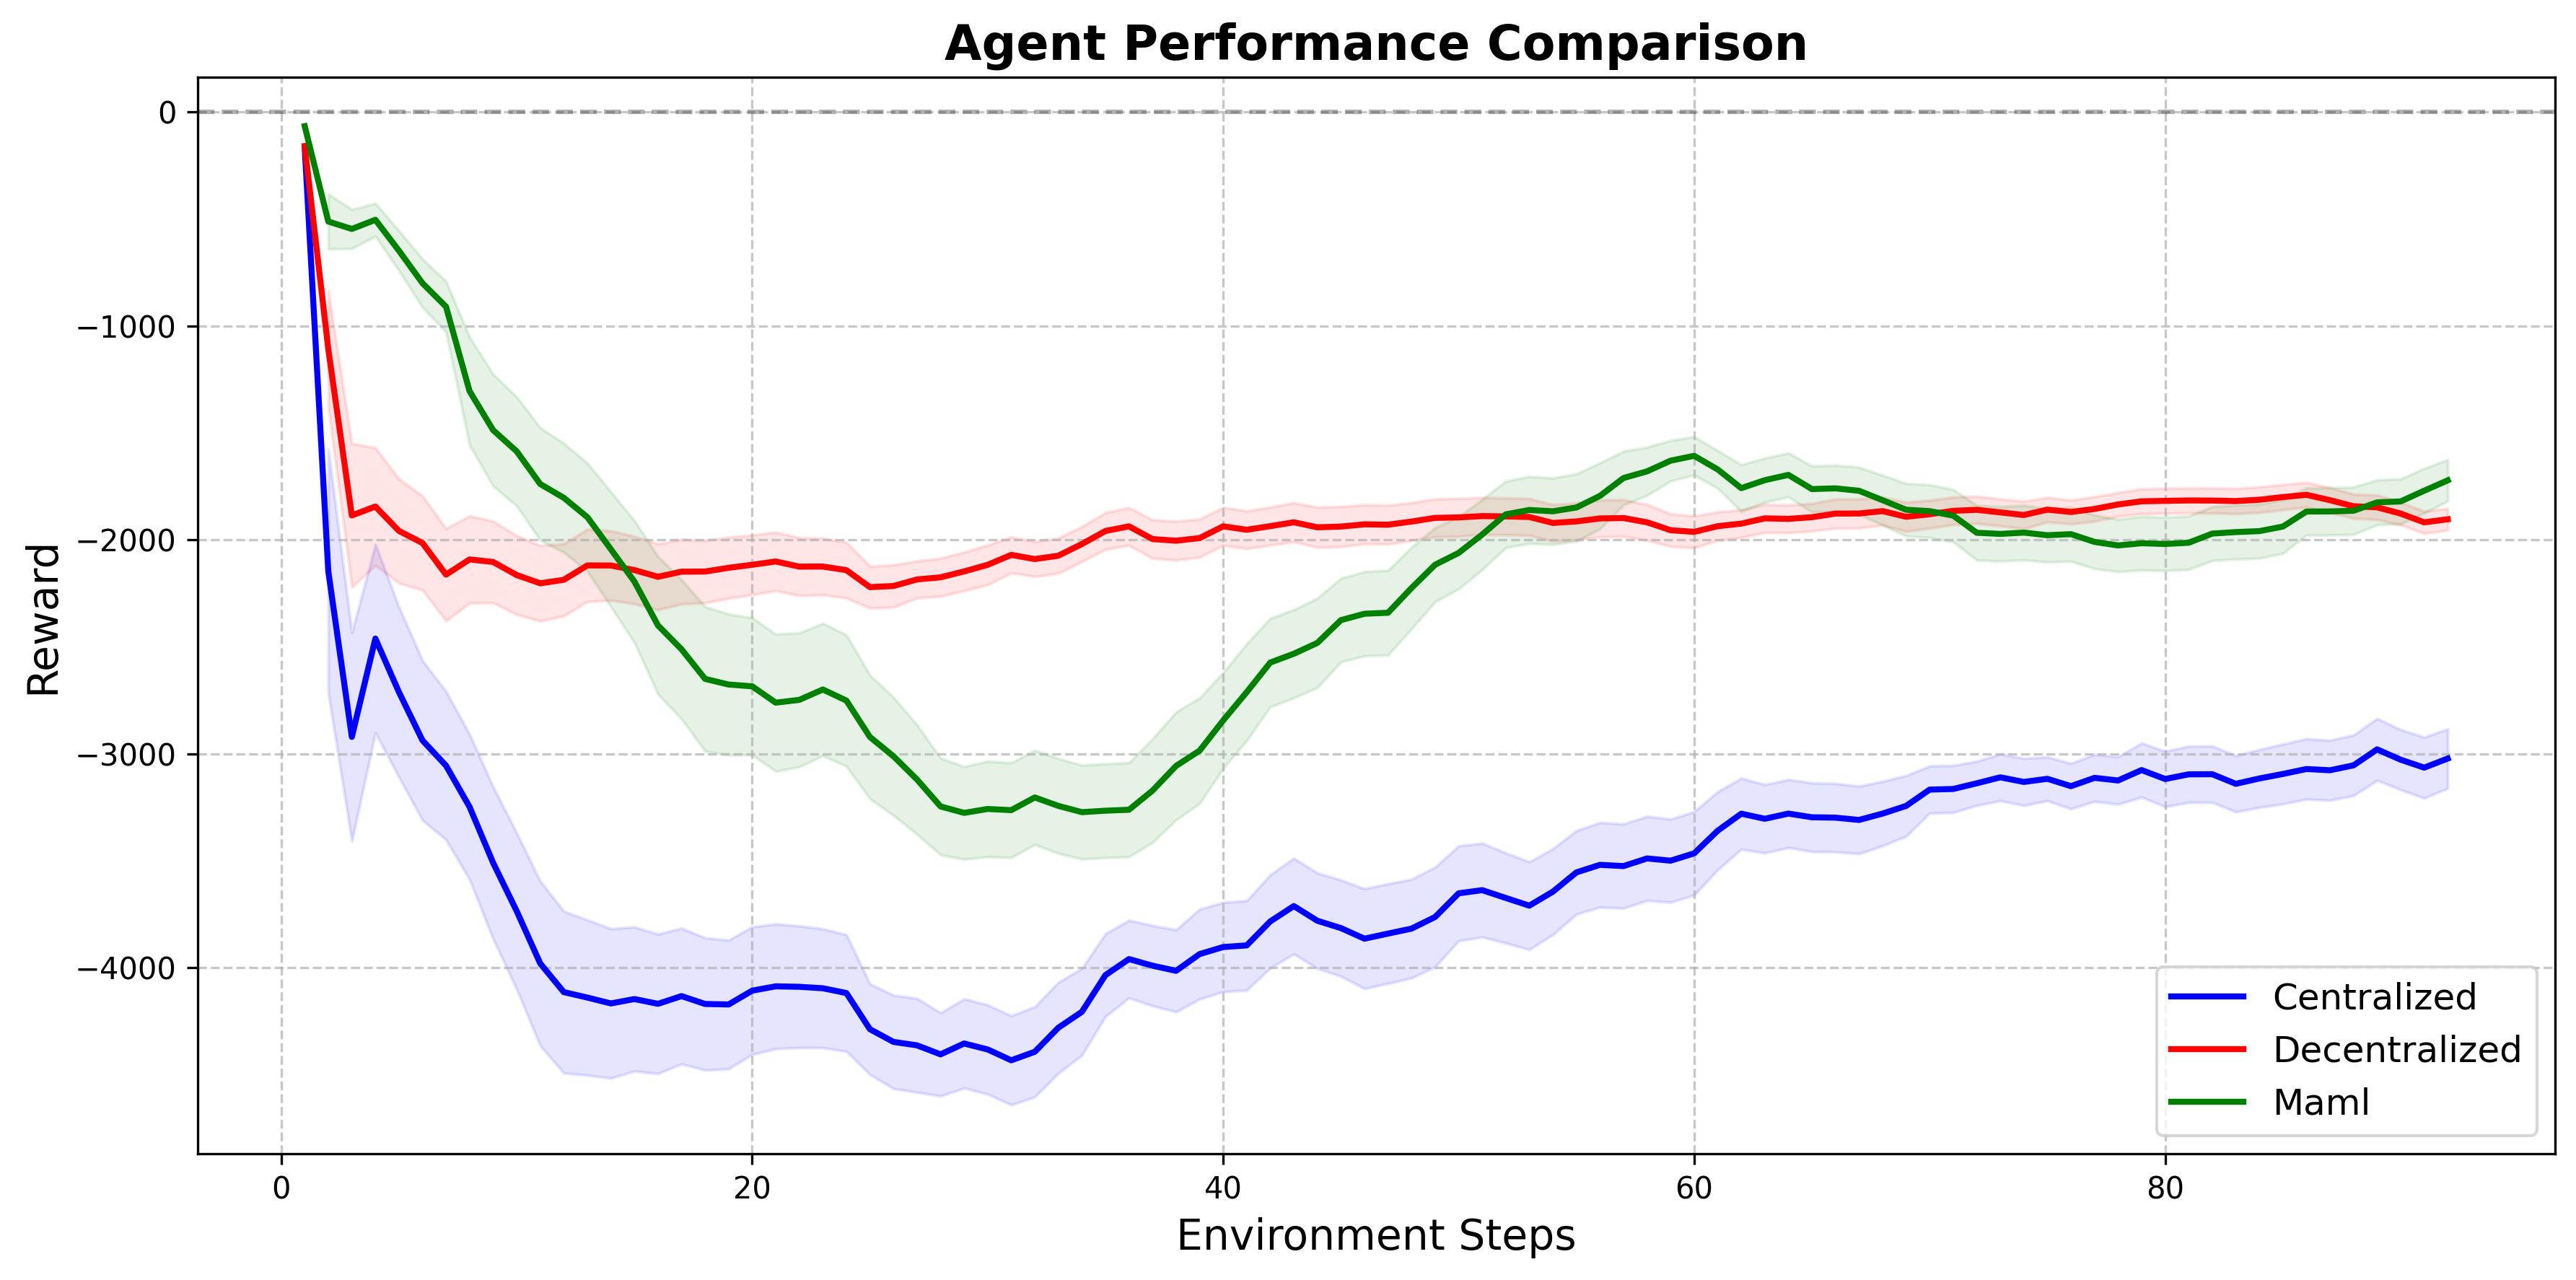 Agent Performance Comparison
Reward
0
−1000
−2000
−3000
−4000
0 20 40 60 80
Environment Steps
Centralized
Decentralized
Maml